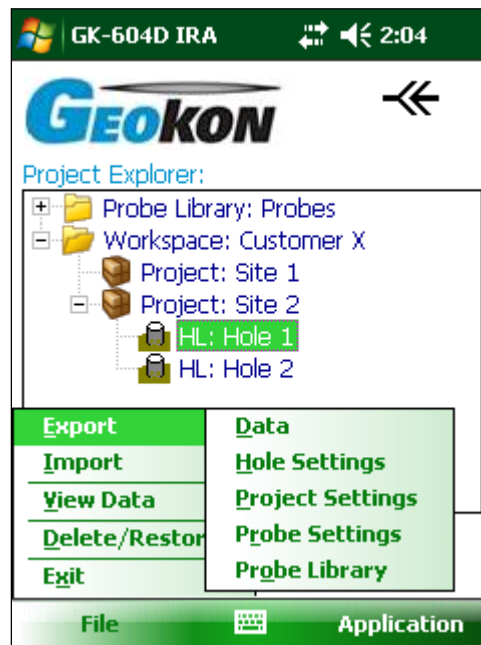 GK-604D IRA 2:04
GEOKON
Project Explorer:
Probe Library: Probes
Workspace: Customer X
Project: Site 1
Project: Site 2
HL: Hole 1
HL: Hole 2
Export
Import
View Data
Delete/Restor
Exit
Data
Hole Settings
Project Settings
Probe Settings
Probe Library
File Application